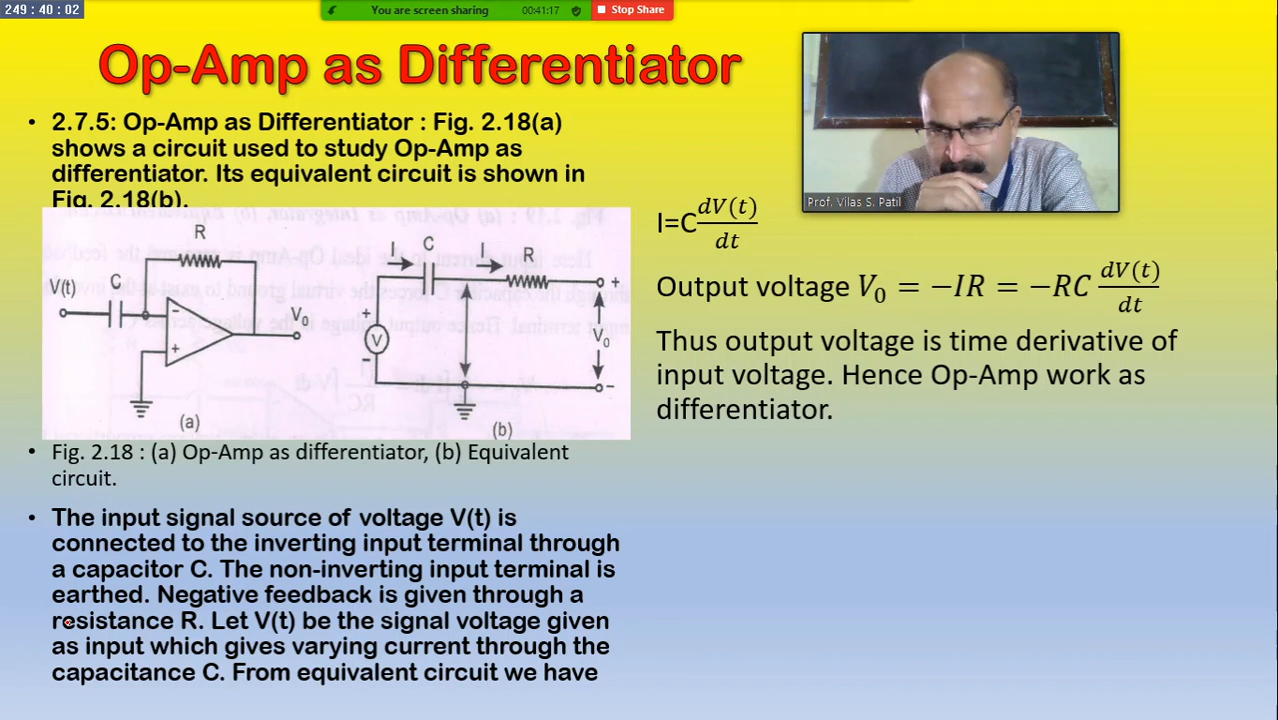 249:40:02
You are screen sharing
00:41:17
Stop Share
Op-Amp as Differentiator
• 2.7.5: Op-Amp as Differentiator : Fig. 2.18(a)
shows a circuit used to study Op-Amp as
differentiator. Its equivalent circuit is shown in
Fig. 2.18(b).
R
C
V(t)
-
+
V₀
(a)
I
C
I
R
+
V
-
+
V₀
-
(b)
• Fig. 2.18 : (a) Op-Amp as differentiator, (b) Equivalent
circuit.
• The input signal source of voltage V(t) is
connected to the inverting input terminal through
a capacitor C. The non-inverting input terminal is
earthed. Negative feedback is given through a
resistance R. Let V(t) be the signal voltage given
as input which gives varying current through the
capacitance C. From equivalent circuit we have
Prof. Vilas S. Patil
I=C dV(t)/dt
Output voltage V₀ = −IR = −RC dV(t)/dt
Thus output voltage is time derivative of
input voltage. Hence Op-Amp work as
differentiator.